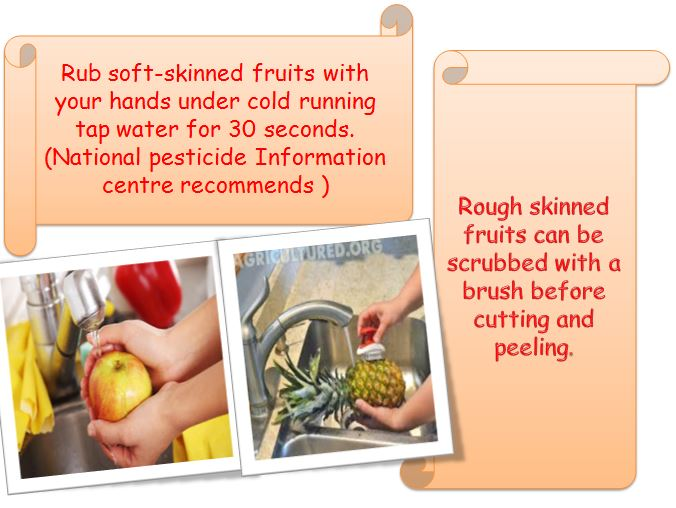 Rub soft-skinned fruits with
your hands under cold running
tap water for 30 seconds.
(National pesticide Information
centre recommends )
AGRICULTURED.ORG
Rough skinned
fruits can be
scrubbed with a
brush before
cutting and
peeling.